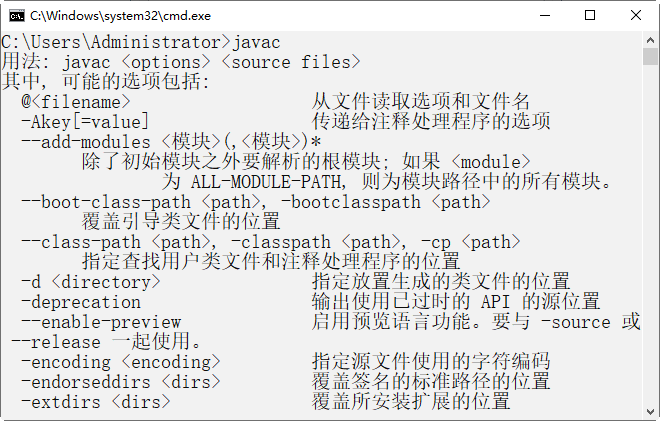 C:\Windows\system32\cmd.exe
C:\Users\Administrator>javac
用法: javac <options> <source files>
其中, 可能的选项包括:
@<filename> 从文件读取选项和文件名
-Akey[=value] 传递给注释处理程序的选项
--add-modules <模块>(,<模块>)*
除了初始模块之外要解析的根模块; 如果 <module>
为 ALL-MODULE-PATH, 则为模块路径中的所有模块。
--boot-class-path <path>, -bootclasspath <path>
覆盖引导类文件的位置
--class-path <path>, -classpath <path>, -cp <path>
指定查找用户类文件和注释处理程序的位置
-d <directory> 指定放置生成的类文件的位置
-deprecation 输出使用已过时的 API 的源位置
--enable-preview 启用预览语言功能。要与 -source 或
--release 一起使用。
-encoding <encoding> 指定源文件使用的字符编码
-endorseddirs <dirs> 覆盖签名的标准路径的位置
-extdirs <dirs> 覆盖所安装扩展的位置